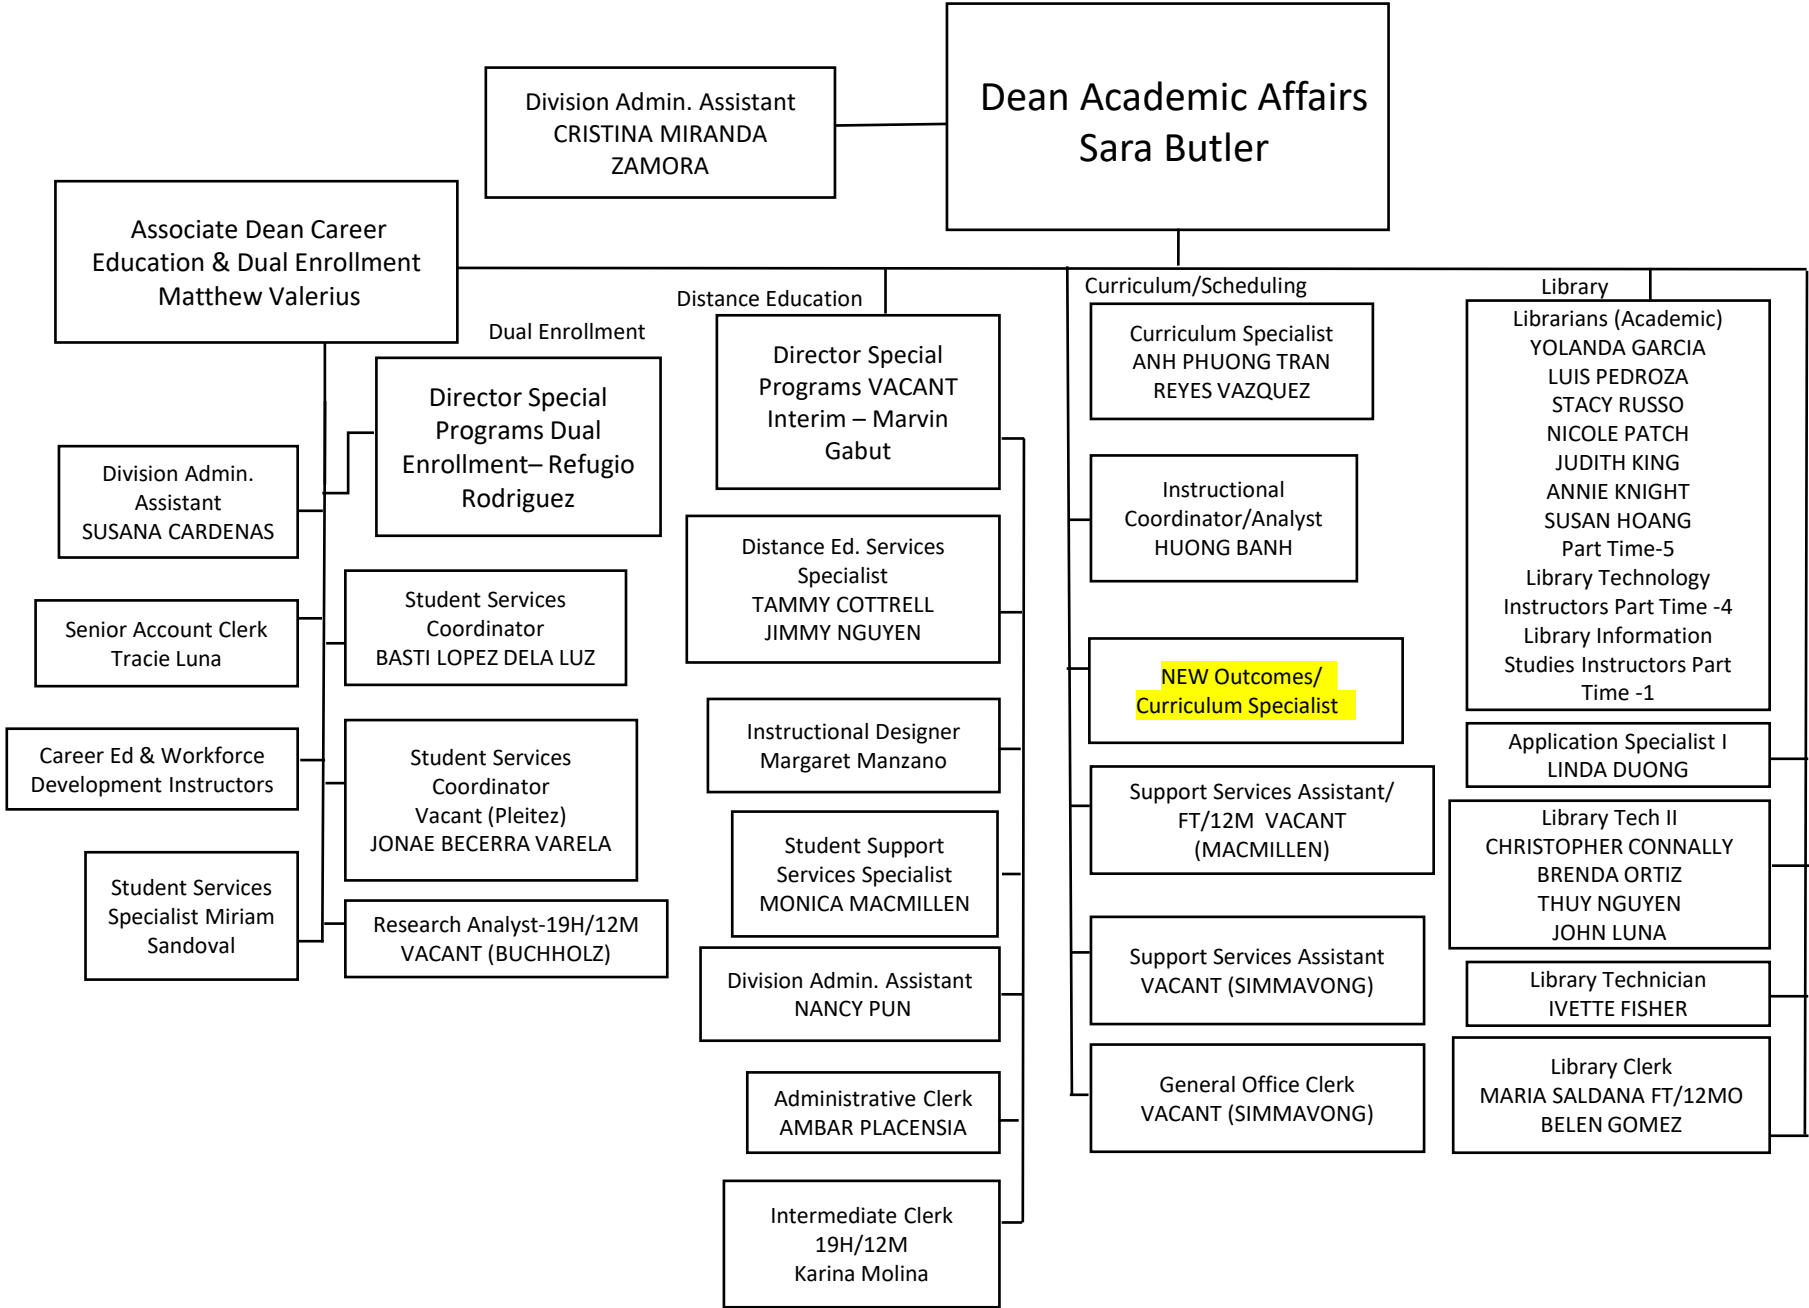 Dean Academic Affairs
Sara Butler
Division Admin. Assistant
CRISTINA MIRANDA
ZAMORA
Associate Dean Career
Education & Dual Enrollment
Matthew Valerius
Dual Enrollment
Director Special
Programs Dual
Enrollment– Refugio
Rodriguez
Division Admin.
Assistant
SUSANA CARDENAS
Student Services
Coordinator
BASTI LOPEZ DELA LUZ
Senior Account Clerk
Tracie Luna
Student Services
Coordinator
Vacant (Pleitez)
JONAE BECERRA VARELA
Career Ed & Workforce
Development Instructors
Student Services
Specialist Miriam
Sandoval
Research Analyst-19H/12M
VACANT (BUCHHOLZ)
Distance Education
Director Special
Programs VACANT
Interim – Marvin
Gabut
Distance Ed. Services
Specialist
TAMMY COTTRELL
JIMMY NGUYEN
Instructional Designer
Margaret Manzano
Student Support
Services Specialist
MONICA MACMILLEN
Division Admin. Assistant
NANCY PUN
Administrative Clerk
AMBAR PLACENSIA
Intermediate Clerk
19H/12M
Karina Molina
Curriculum/Scheduling
Curriculum Specialist
ANH PHUONG TRAN
REYES VAZQUEZ
Instructional
Coordinator/Analyst
HUONG BANH
NEW Outcomes/
Curriculum Specialist
Support Services Assistant/
FT/12M VACANT
(MACMILLEN)
Support Services Assistant
VACANT (SIMMAVONG)
General Office Clerk
VACANT (SIMMAVONG)
Library
Librarians (Academic)
YOLANDA GARCIA
LUIS PEDROZA
STACY RUSSO
NICOLE PATCH
JUDITH KING
ANNIE KNIGHT
SUSAN HOANG
Part Time-5
Library Technology
Instructors Part Time -4
Library Information
Studies Instructors Part
Time -1
Application Specialist I
LINDA DUONG
Library Tech II
CHRISTOPHER CONNALLY
BRENDA ORTIZ
THUY NGUYEN
JOHN LUNA
Library Technician
IVETTE FISHER
Library Clerk
MARIA SALDANA FT/12MO
BELEN GOMEZ